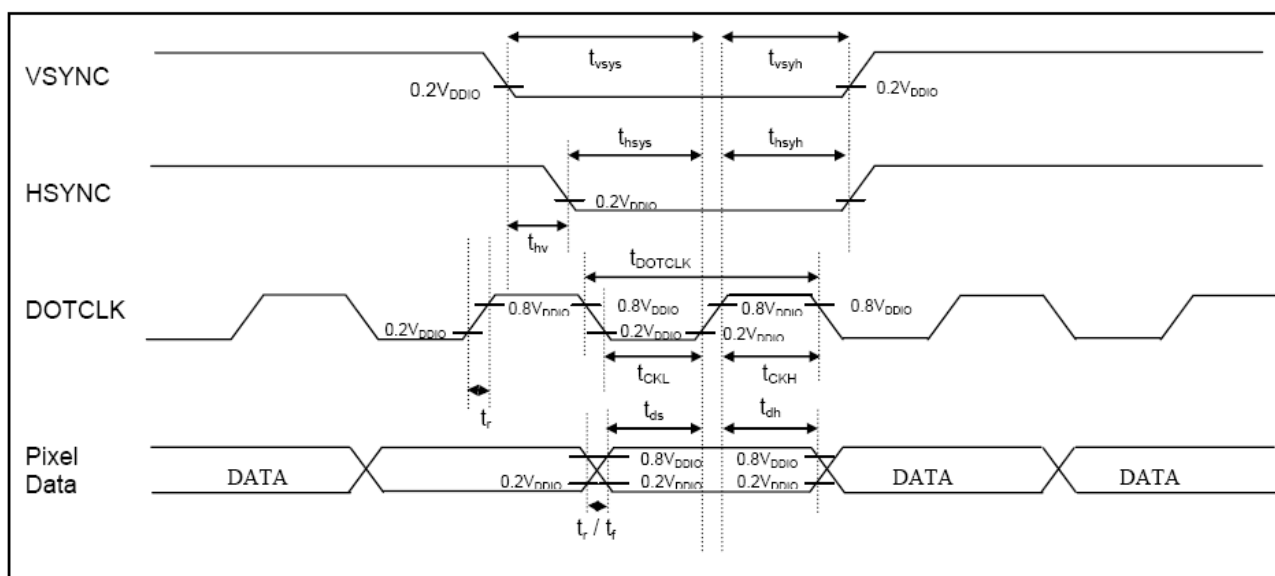 t_vsys t_vsyh
VSYNC
0.2V_DDIO 0.2V_DDIO
t_hsys t_hsyh
HSYNC
0.2V_DDIO
t_hv
t_DOTCLK
DOTCLK
0.8V_DDIO 0.8V_DDIO 0.8V_DDIO 0.8V_DDIO
0.2V_DDIO 0.2V_DDIO 0.2V_DDIO
t_CKL t_CKH
t_r
t_ds t_dh
Pixel
Data
0.8V_DDIO 0.8V_DDIO
DATA DATA DATA
0.2V_DDIO 0.2V_DDIO 0.2V_DDIO
t_r / t_f